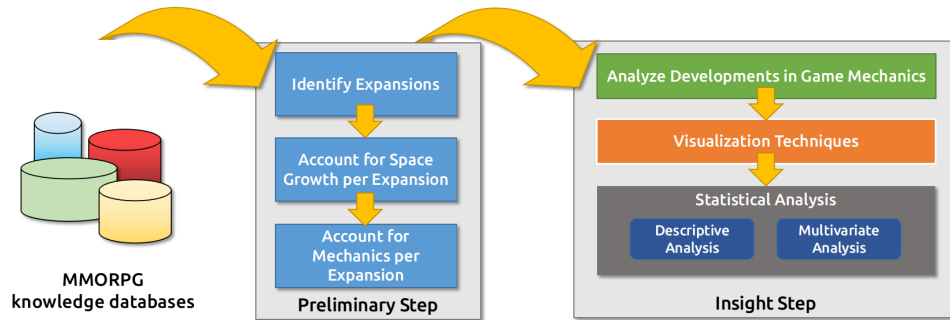 MMORPG
knowledge databases
Identify Expansions
Account for Space
Growth per Expansion
Account for
Mechanics per
Expansion
Preliminary Step
Analyze Developments in Game Mechanics
Visualization Techniques
Statistical Analysis
Descriptive
Analysis
Multivariate
Analysis
Insight Step